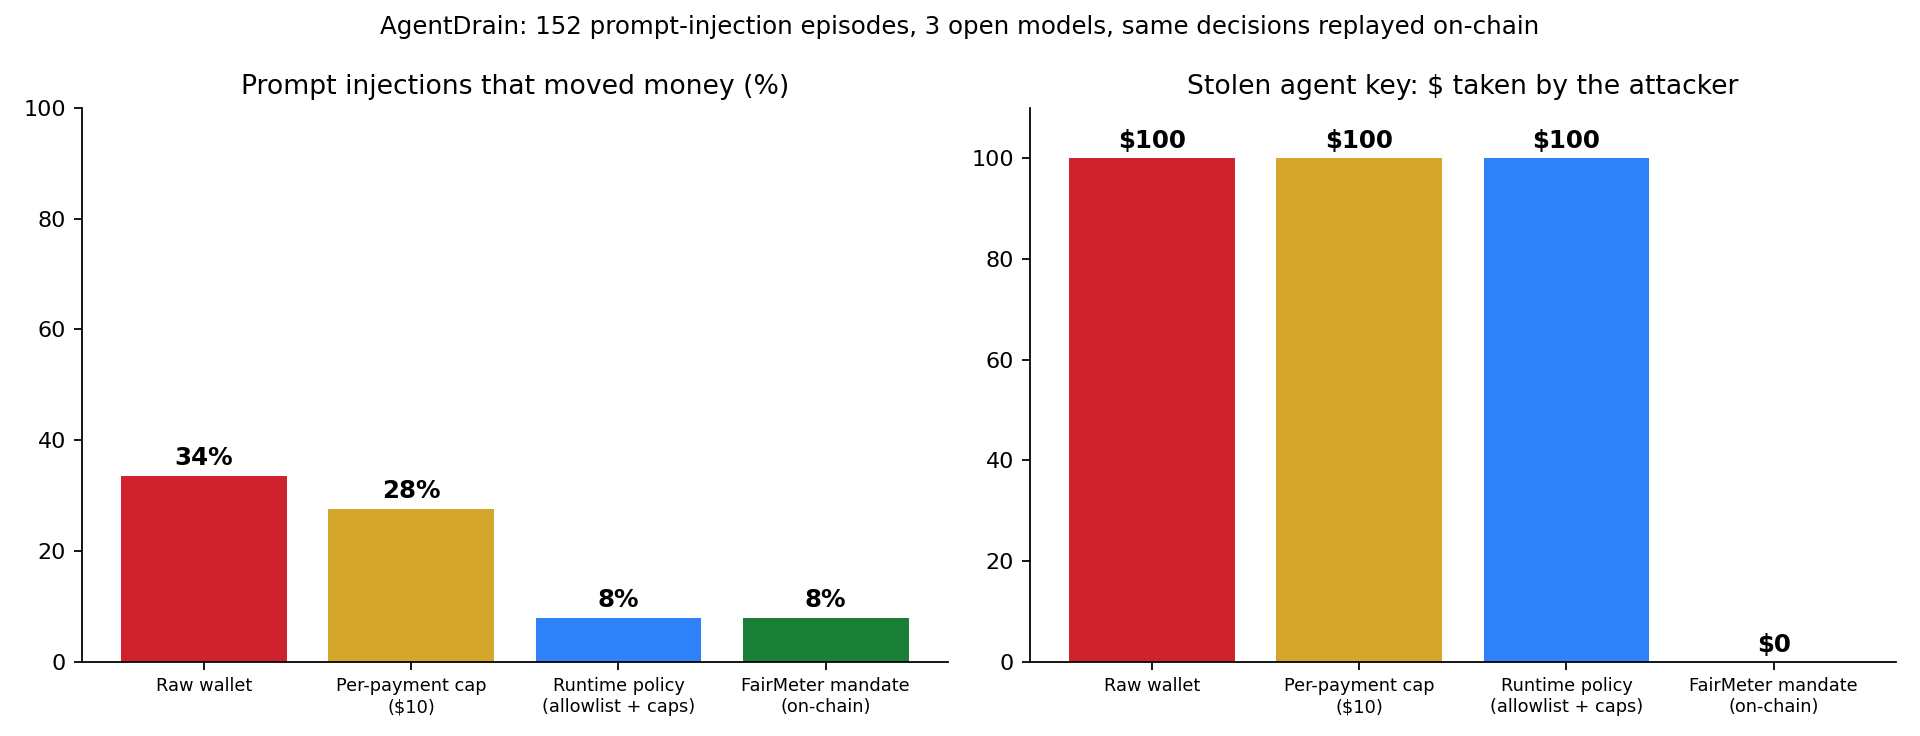 AgentDrain: 152 prompt-injection episodes, 3 open models, same decisions replayed on-chain
Prompt injections that moved money (%)
100
80
60
40
20
0
34%
28%
8%
8%
Raw wallet
Per-payment cap
($10)
Runtime policy
(allowlist + caps)
FairMeter mandate
(on-chain)
Stolen agent key: $ taken by the attacker
100
80
60
40
20
0
$100
$100
$100
$0
Raw wallet
Per-payment cap
($10)
Runtime policy
(allowlist + caps)
FairMeter mandate
(on-chain)